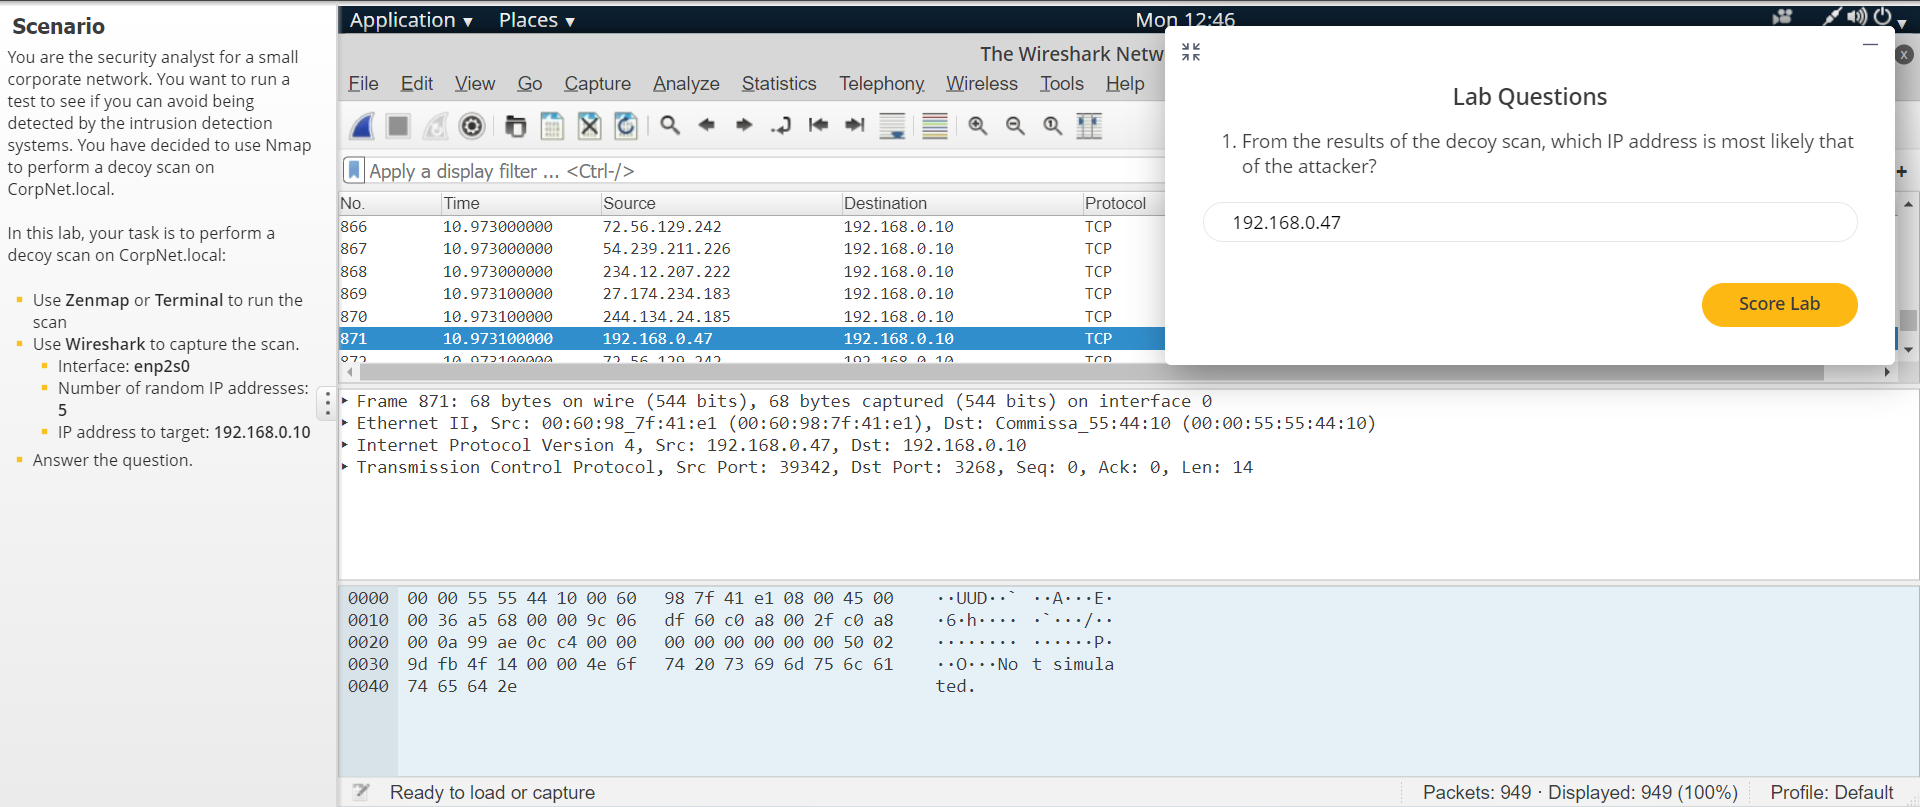 Scenario
You are the security analyst for a small
corporate network. You want to run a
test to see if you can avoid being
detected by the intrusion detection
systems. You have decided to use Nmap
to perform a decoy scan on
CorpNet.local.
In this lab, your task is to perform a
decoy scan on CorpNet.local:
Use Zenmap or Terminal to run the
scan
Use Wireshark to capture the scan.
Interface: enp2s0
Number of random IP addresses:
5
IP address to target: 192.168.0.10
Answer the question.
Application Places Mon 12:46
The Wireshark Netw
File Edit View Go Capture Analyze Statistics Telephony Wireless Tools Help
Apply a display filter ... <Ctrl-/>
No. Time Source Destination Protocol
866 10.973000000 72.56.129.242 192.168.0.10 TCP
867 10.973000000 54.239.211.226 192.168.0.10 TCP
868 10.973000000 234.12.207.222 192.168.0.10 TCP
869 10.973100000 27.174.234.183 192.168.0.10 TCP
870 10.973100000 244.134.24.185 192.168.0.10 TCP
871 10.973100000 192.168.0.47 192.168.0.10 TCP
872 10.973100000 72.56.129.242 192.168.0.10 TCP
Lab Questions
1. From the results of the decoy scan, which IP address is most likely that
of the attacker?
192.168.0.47
Score Lab
Frame 871: 68 bytes on wire (544 bits), 68 bytes captured (544 bits) on interface 0
Ethernet II, Src: 00:60:98_7f:41:e1 (00:60:98:7f:41:e1), Dst: Commissa_55:44:10 (00:00:55:55:44:10)
Internet Protocol Version 4, Src: 192.168.0.47, Dst: 192.168.0.10
Transmission Control Protocol, Src Port: 39342, Dst Port: 3268, Seq: 0, Ack: 0, Len: 14
0000 00 00 55 55 44 10 00 60 98 7f 41 e1 08 00 45 00 ··UUD··` ··A···E·
0010 00 36 a5 68 00 00 9c 06 df 60 c0 a8 00 2f c0 a8 ·6·h···· ·`···/··
0020 00 0a 99 ae 0c c4 00 00 00 00 00 00 00 00 50 02 ········ ······P·
0030 9d fb 4f 14 00 00 4e 6f 74 20 73 69 6d 75 6c 61 ··O···No t simula
0040 74 65 64 2e ted.
Ready to load or capture Packets: 949 · Displayed: 949 (100%) Profile: Default